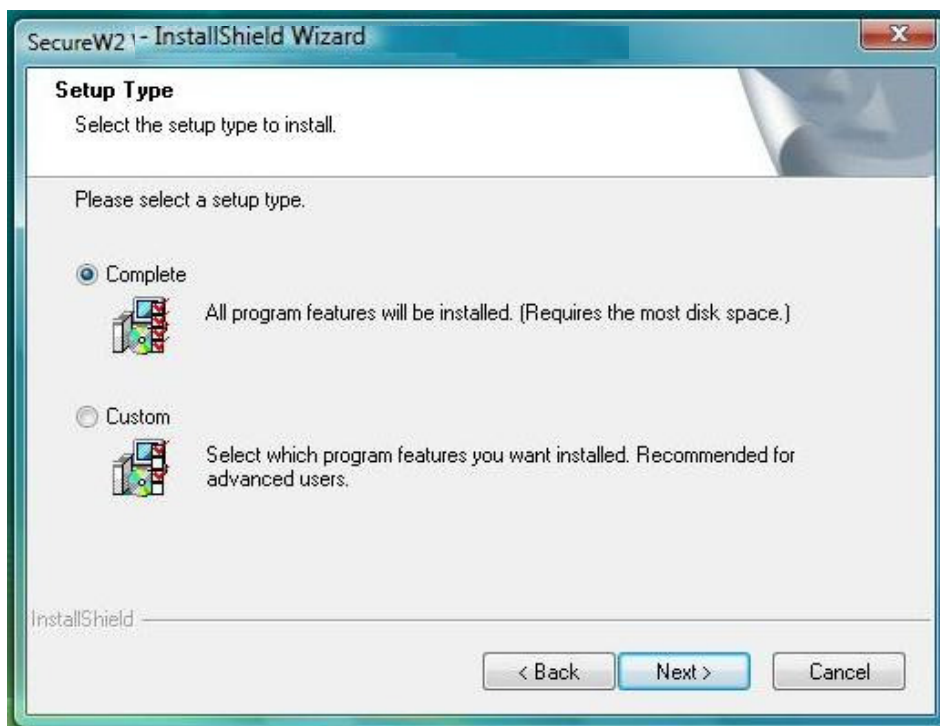 SecureW2 - InstallShield Wizard
Setup Type
Select the setup type to install.
Please select a setup type.
Complete
All program features will be installed. (Requires the most disk space.)
Custom
Select which program features you want installed. Recommended for
advanced users.
InstallShield
< Back Next > Cancel